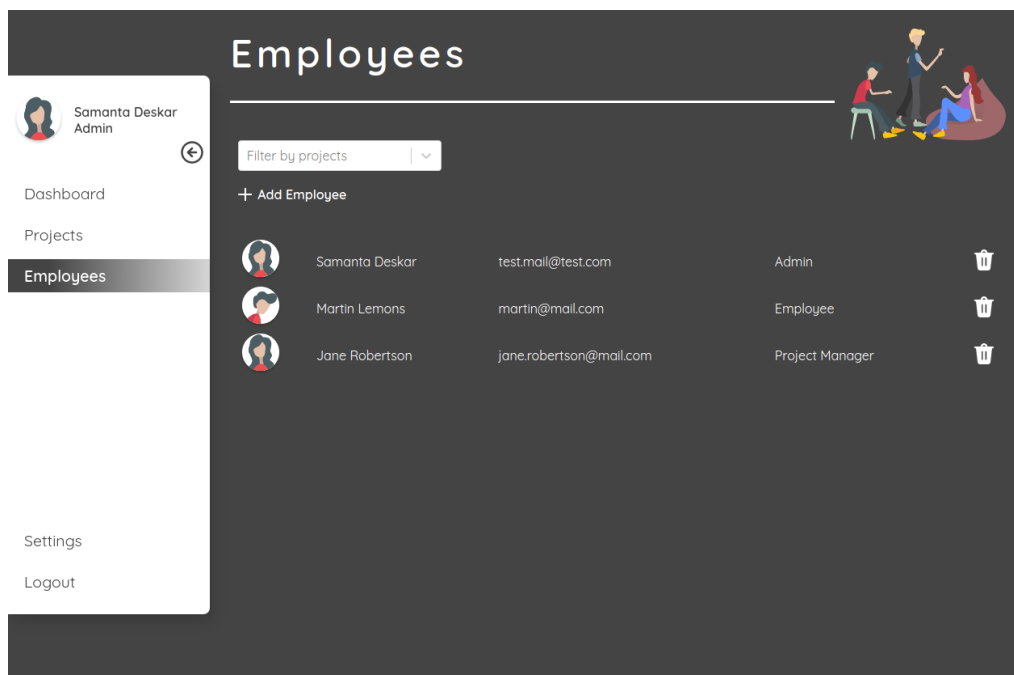 Employees
Samanta Deskar
Admin
Dashboard
Projects
Employees
Settings
Logout
Filter by projects
Add Employee
Samanta Deskar test.mail@test.com Admin
Martin Lemons martin@mail.com Employee
Jane Robertson jane.robertson@mail.com Project Manager